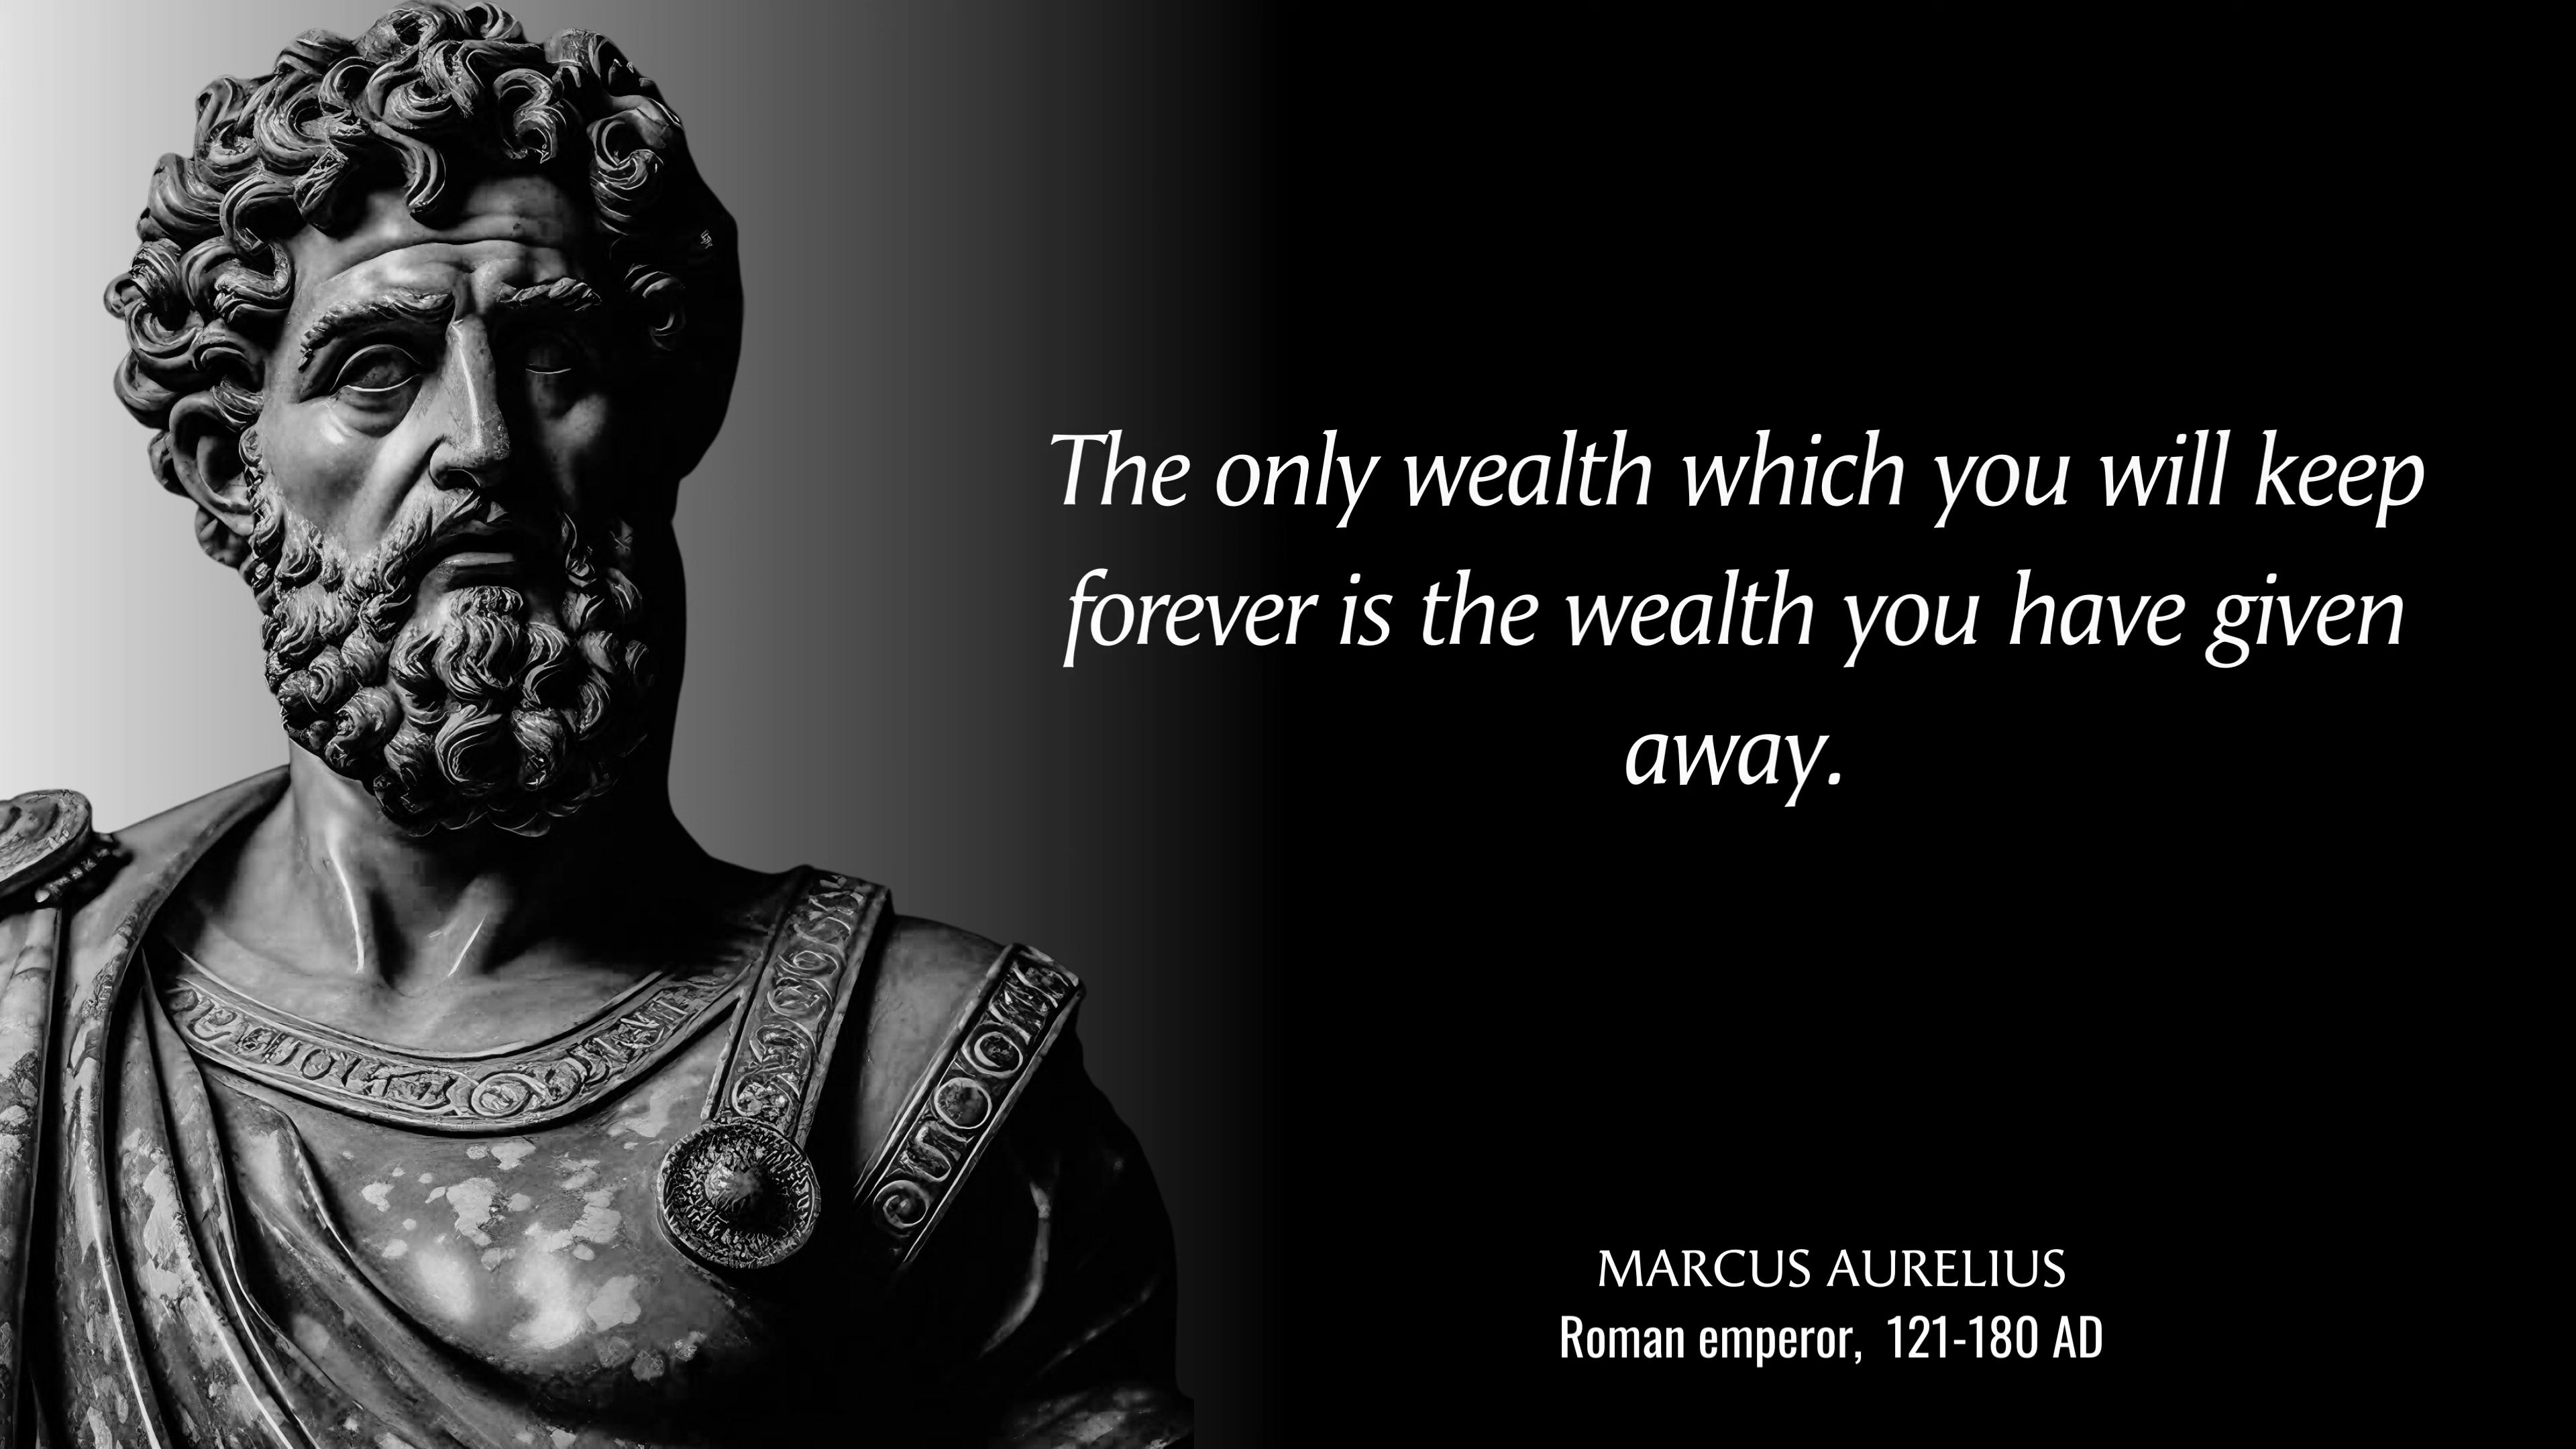 The only wealth which you will keep
forever is the wealth you have given
away.
MARCUS AURELIUS
Roman emperor, 121-180 AD